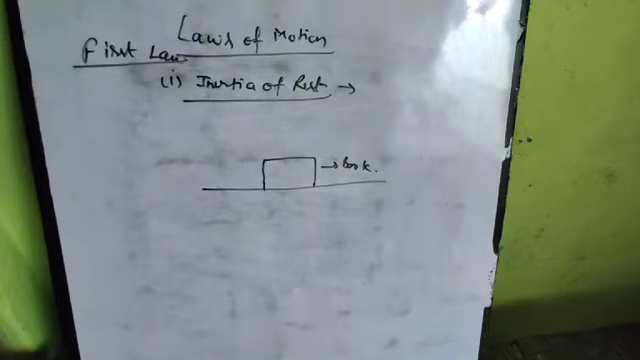 Laws of Motion
First Law
(i) Inertia of Rest →
→ book.